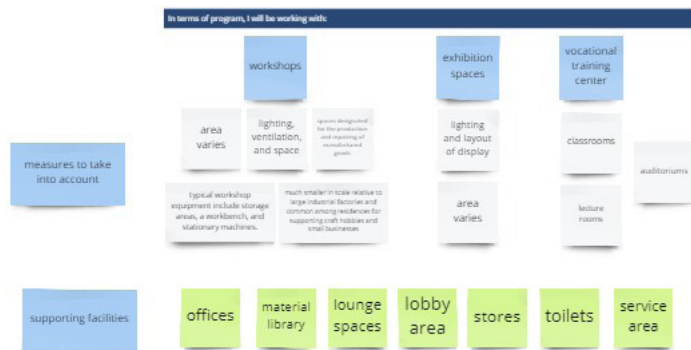 In terms of program, I will be working with:
workshops
exhibition
spaces
vocational
training
center
measures to take
into account
area
varies
lighting,
ventilation,
and space
spaces designated
for the production
and repairing of
manufactured
goods
lighting
and layout
of display
classrooms
auditoriums
typical workshop
equipment include storage
areas, a workbench, and
stationary machines.
much smaller in scale relative to
large industrial factories and
common among residences for
supporting craft hobbies and
small businesses
area
varies
lecture
rooms
supporting facilities
offices
material
library
lounge
spaces
lobby
area
stores
toilets
service
area